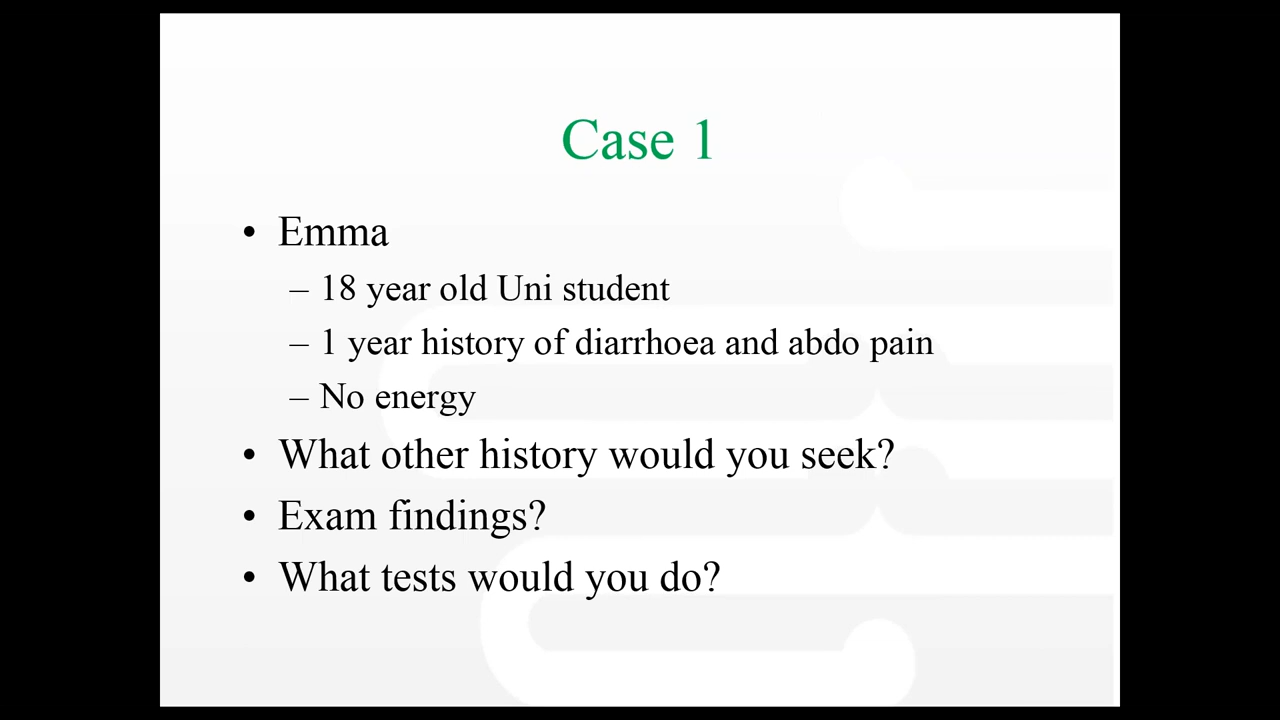 Case 1
• Emma
– 18 year old Uni student
– 1 year history of diarrhoea and abdo pain
– No energy
• What other history would you seek?
• Exam findings?
• What tests would you do?